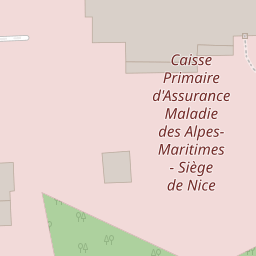 Caisse
Primaire
d'Assurance
Maladie
des Alpes-
Maritimes
- Siège
de Nice